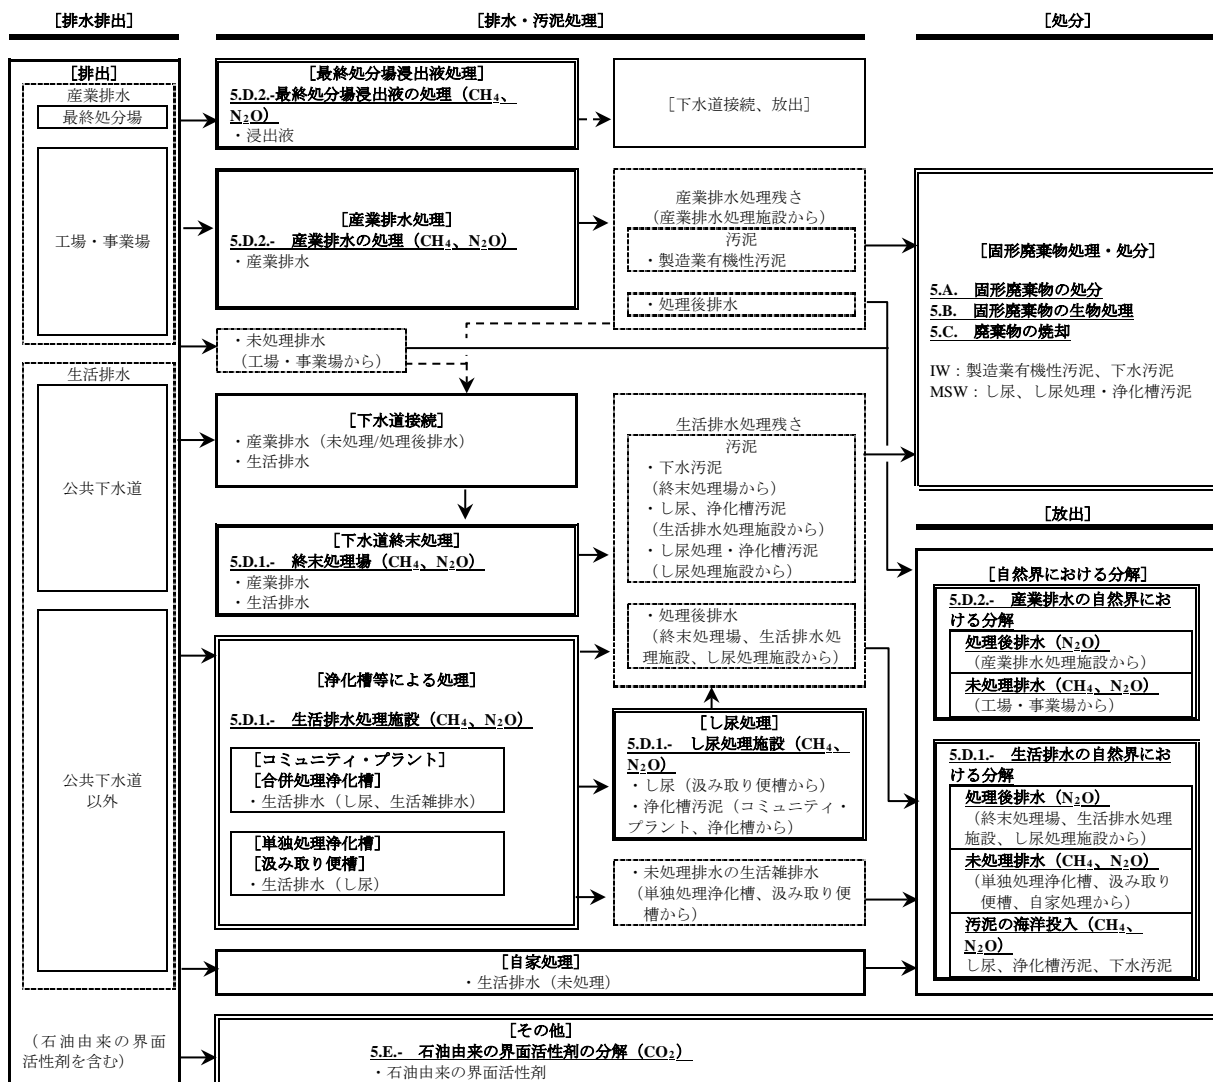 ［排水排出］
［排水・汚泥処理］
［処分］
［排出］
産業排水
最終処分場
工場・事業場
生活排水
公共下水道
公共下水道
以外
（石油由来の界面
活性剤を含む）
［最終処分場浸出液処理］
5.D.2.-最終処分場浸出液の処理（CH₄、
N₂O）
・浸出液
［下水道接続、放出］
［産業排水処理］
5.D.2.-　産業排水の処理（CH₄、N₂O）
・産業排水
産業排水処理残さ
（産業排水処理施設から）
汚泥
・製造業有機性汚泥
・処理後排水
・未処理排水
（工場・事業場から）
［下水道接続］
・産業排水（未処理/処理後排水）
・生活排水
［下水道終末処理］
5.D.1.-　終末処理場（CH₄、N₂O）
・産業排水
・生活排水
生活排水処理残さ
汚泥
・下水汚泥
（終末処理場から）
・し尿、浄化槽汚泥
（生活排水処理施設から）
・し尿処理・浄化槽汚泥
（し尿処理施設から）
・処理後排水
（終末処理場、生活排水処
理施設、し尿処理施設から）
［浄化槽等による処理］
5.D.1.-　生活排水処理施設（CH₄、N₂O）
［コミュニティ・プラント］
［合併処理浄化槽］
・生活排水（し尿、生活雑排水）
［単独処理浄化槽］
［汲み取り便槽］
・生活排水（し尿）
［し尿処理］
5.D.1.-　し尿処理施設（CH₄、
N₂O）
・し尿（汲み取り便槽から）
・浄化槽汚泥（コミュニティ・
プラント、浄化槽から）
・未処理排水の生活雑排水
（単独処理浄化槽、汲み取り便
槽から）
［自家処理］
・生活排水（未処理）
［その他］
5.E.-　石油由来の界面活性剤の分解（CO₂）
・石油由来の界面活性剤
［固形廃棄物処理・処分］
5.A.　固形廃棄物の処分
5.B.　固形廃棄物の生物処理
5.C.　廃棄物の焼却
IW：製造業有機性汚泥、下水汚泥
MSW：し尿、し尿処理・浄化槽汚泥
［放出］
［自然界における分解］
5.D.2.-　産業排水の自然界にお
ける分解
処理後排水（N₂O）
（産業排水処理施設から）
未処理排水（CH₄、N₂O）
（工場・事業場から）
5.D.1.-　生活排水の自然界にお
ける分解
処理後排水（N₂O）
（終末処理場、生活排水処理
施設、し尿処理施設から）
未処理排水（CH₄、N₂O）
（単独処理浄化槽、汲み取り
便槽、自家処理から）
汚泥の海洋投入（CH₄、
N₂O）
し尿、浄化槽汚泥、下水汚泥